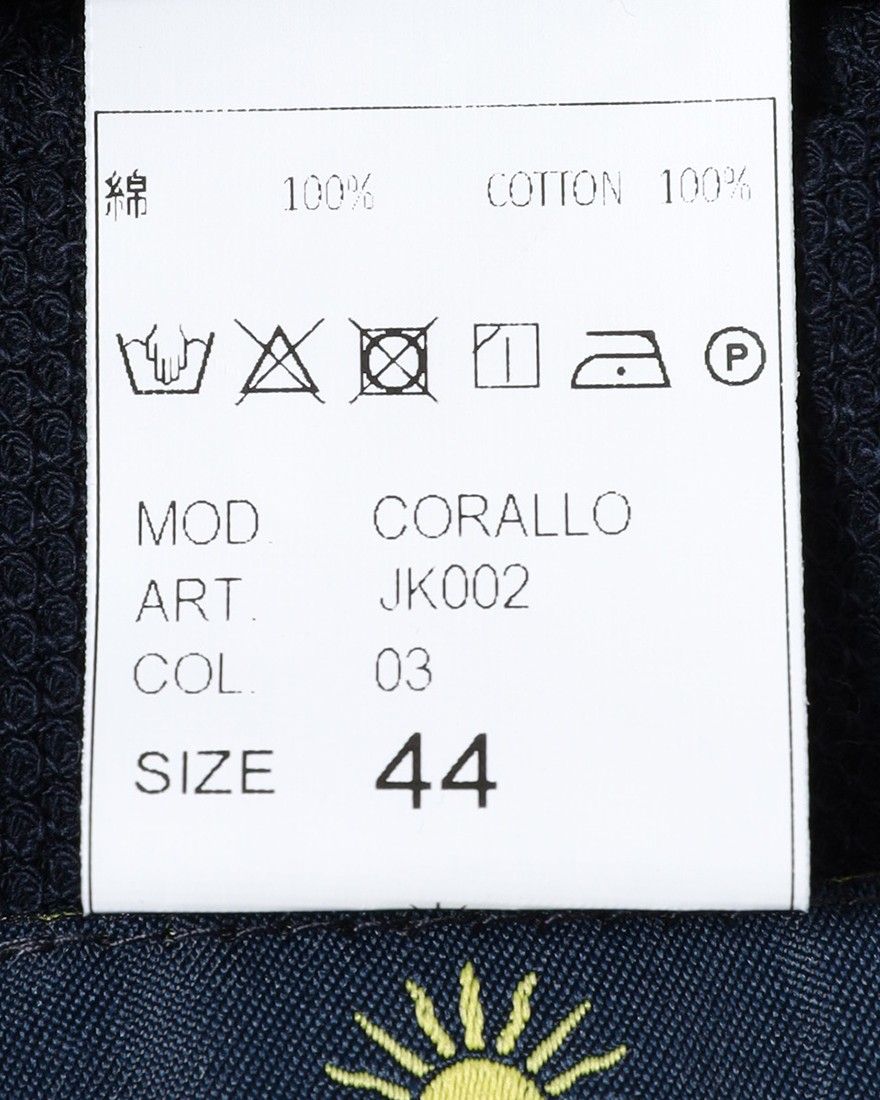 綿 100% COTTON 100%
P
MOD. CORALLO
ART. JK002
COL. 03
SIZE 44